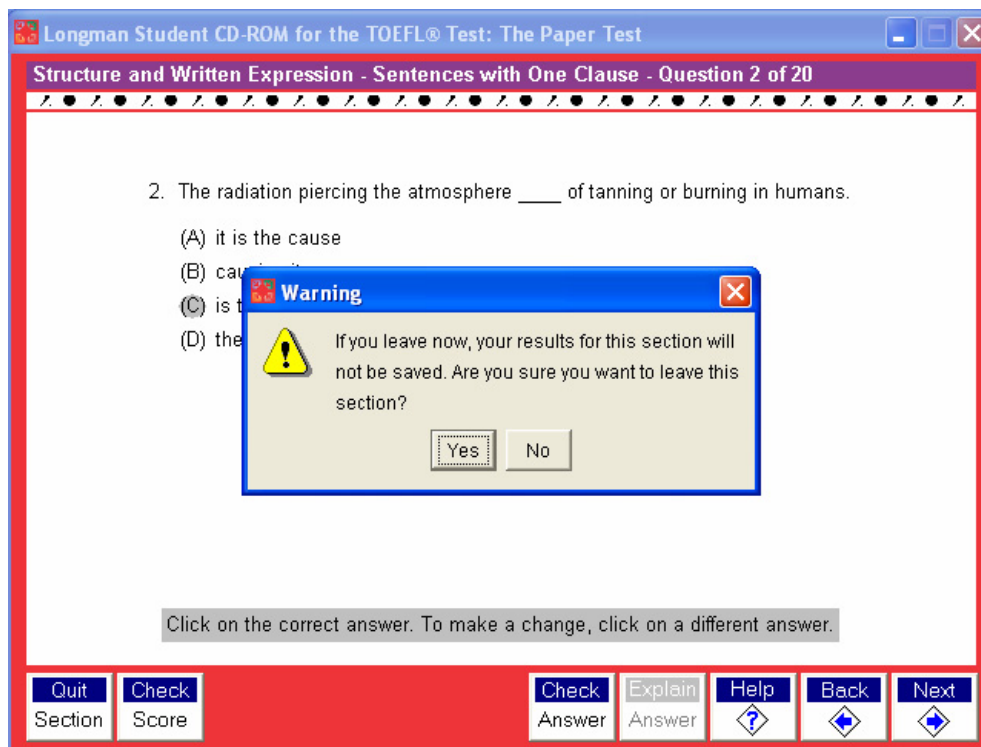 Longman Student CD-ROM for the TOEFL® Test: The Paper Test
Structure and Written Expression - Sentences with One Clause - Question 2 of 20
2. The radiation piercing the atmosphere ____ of tanning or burning in humans.
(A) it is the cause
(B)
(C) is
(D) the
Warning
If you leave now, your results for this section will
not be saved. Are you sure you want to leave this
section?
Yes No
Click on the correct answer. To make a change, click on a different answer.
Quit Check Check Explain Help Back Next
Section Score Answer Answer ?